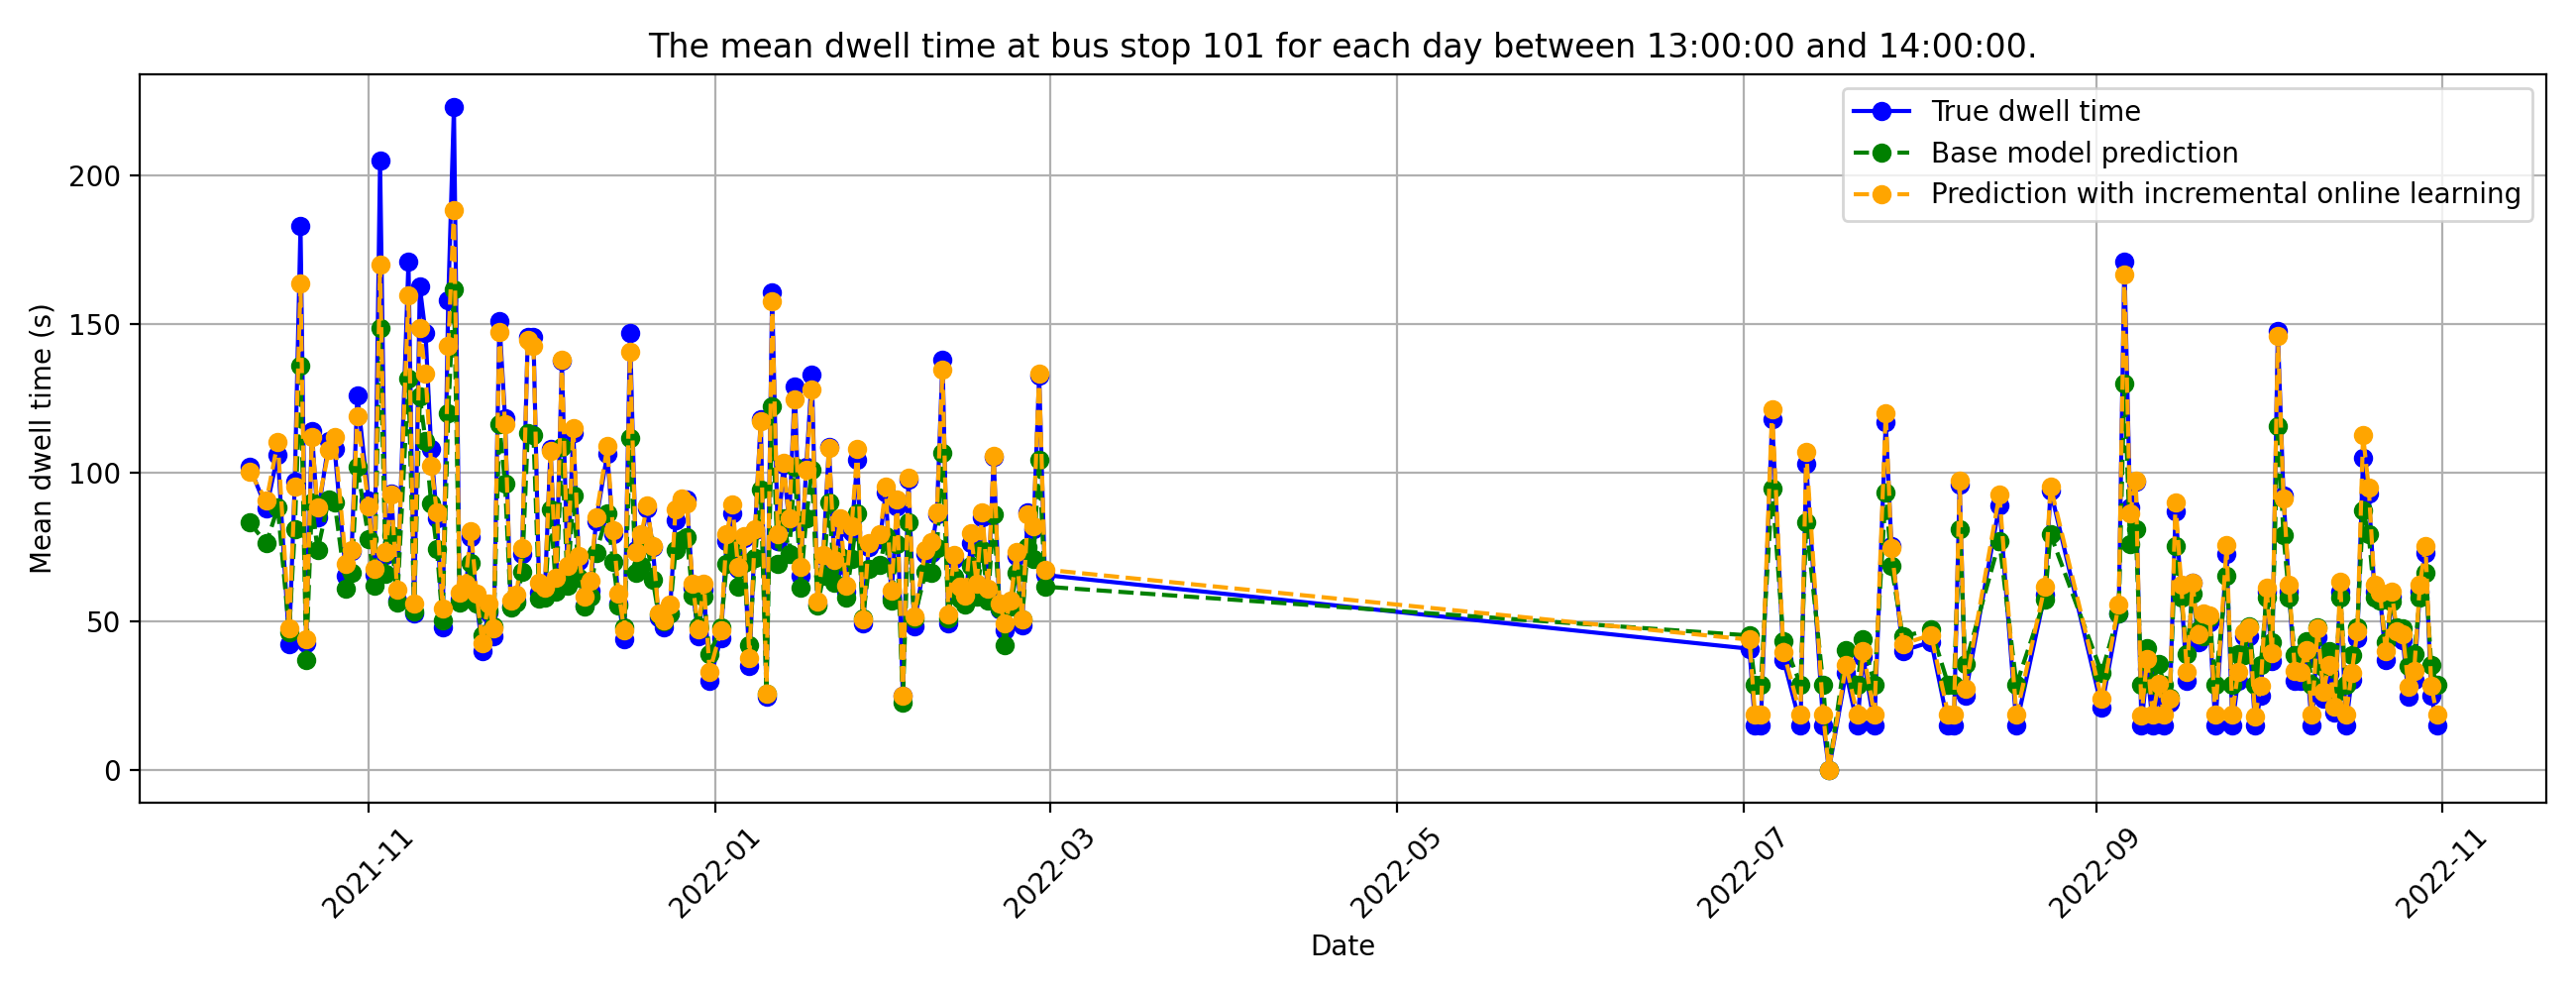 The mean dwell time at bus stop 101 for each day between 13:00:00 and 14:00:00.
True dwell time
Base model prediction
Prediction with incremental online learning
Mean dwell time (s)
200
150
100
50
0
2021-11
2022-01
2022-03
2022-05
2022-07
2022-09
2022-11
Date